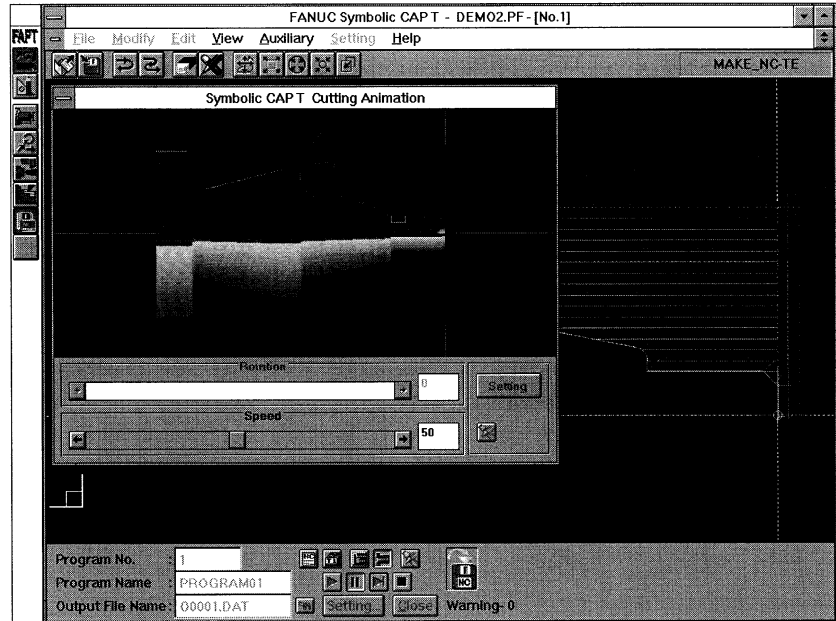 FANUC Symbolic CAP T - DEMO2.PF - [No.1]
FAPT
File Modify Edit View Auxiliary Setting Help
MAKE_NC-TE
Symbolic CAP T Cutting Animation
Rotation
0
Setting
Speed
50
Program No. : 1
Program Name : PROGRAM01
Output File Name : O0001.DAT
Setting... Close Warning- 0
NC